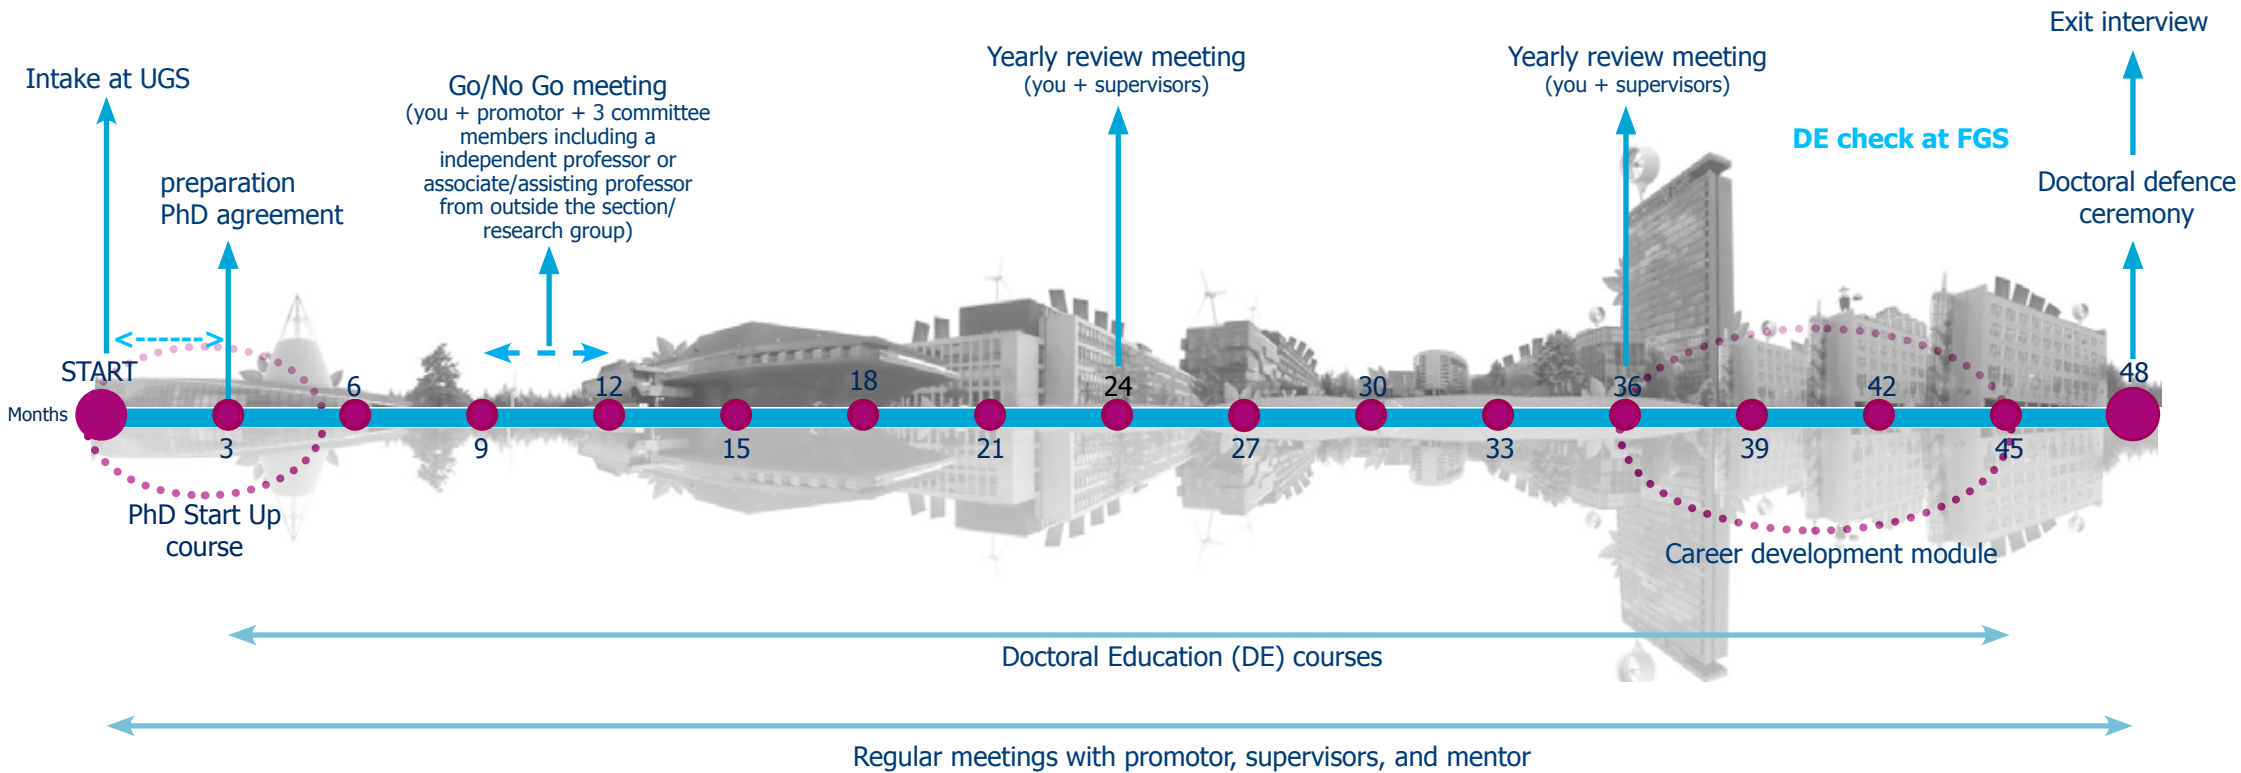 Exit interview
Yearly review meeting
(you + supervisors)
Yearly review meeting
(you + supervisors)
Intake at UGS
Go/No Go meeting
(you + promotor + 3 committee
members including a
independent professor or
associate/assisting professor
from outside the section/
research group)
DE check at FGS
preparation
PhD agreement
Doctoral defence
ceremony
START
6
12
18
24
30
36
42
48
Months
3
9
15
21
27
33
39
45
PhD Start Up
course
Career development module
Doctoral Education (DE) courses
Regular meetings with promotor, supervisors, and mentor